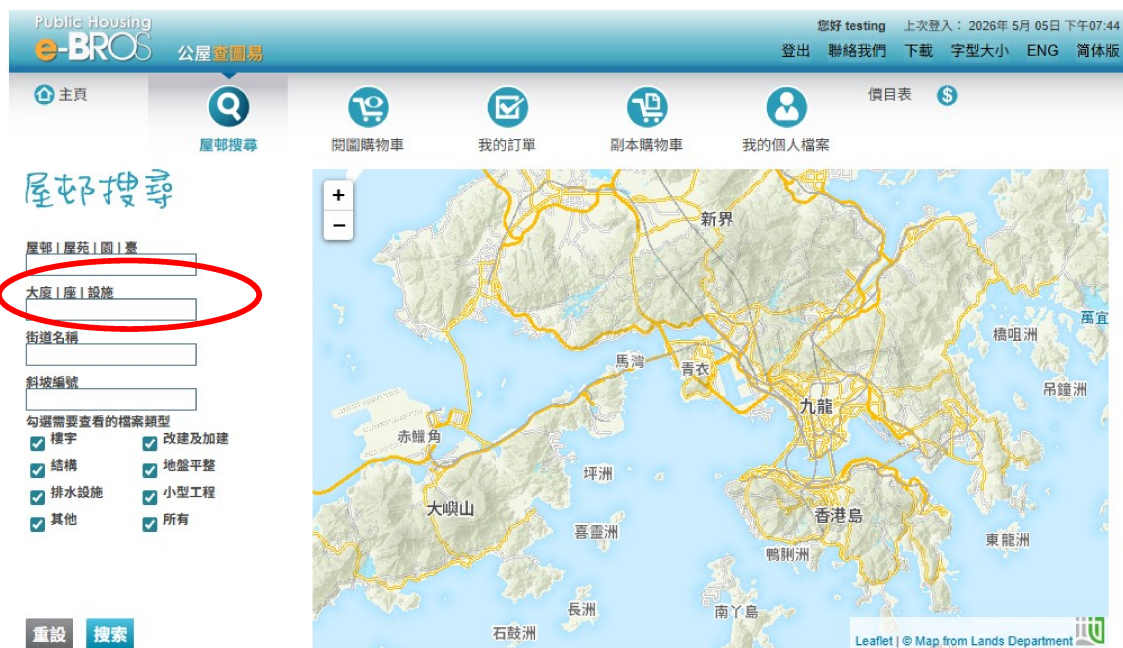 Public Housing
e-BROS 公屋查圖易
您好 testing 上次登入： 2026年 5月 05日 下午07:44
登出 聯絡我們 下載 字型大小 ENG 简体版
主頁
屋邨搜尋
閱圖購物車
我的訂單
副本購物車
我的個人檔案
價目表 $
屋邨搜尋
屋邨 | 屋苑 | 園 | 臺
大廈 | 座 | 設施
街道名稱
斜坡編號
勾選需要查看的檔案類型
樓宇 改建及加建
結構 地盤平整
排水設施 小型工程
其他 所有
重設 搜索
+
−
新界
萬宜
橋咀洲
馬灣
青衣
吊鐘洲
九龍
赤鱲角
坪洲
大嶼山
香港島
喜靈洲
東龍洲
鴨脷洲
長洲
南丫島
石鼓洲
Leaflet | © Map from Lands Department